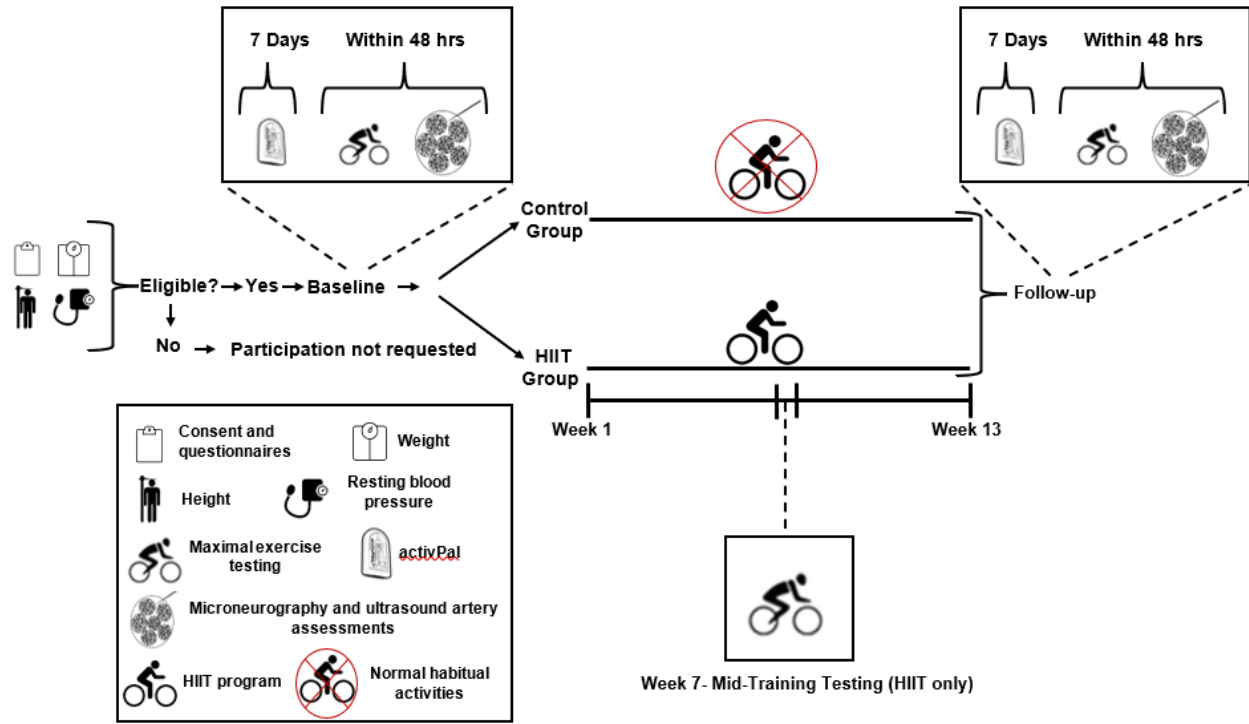 7 Days
Within 48 hrs
7 Days
Within 48 hrs
Control
Group
Eligible?
Yes
Baseline
Follow-up
No
Participation not requested
HIIT
Group
Week 1
Week 13
Consent and
questionnaires
Weight
Height
Resting blood
pressure
Maximal exercise
testing
activPal
Microneurography and ultrasound artery
assessments
HIIT program
Normal habitual
activities
Week 7- Mid-Training Testing (HIIT only)